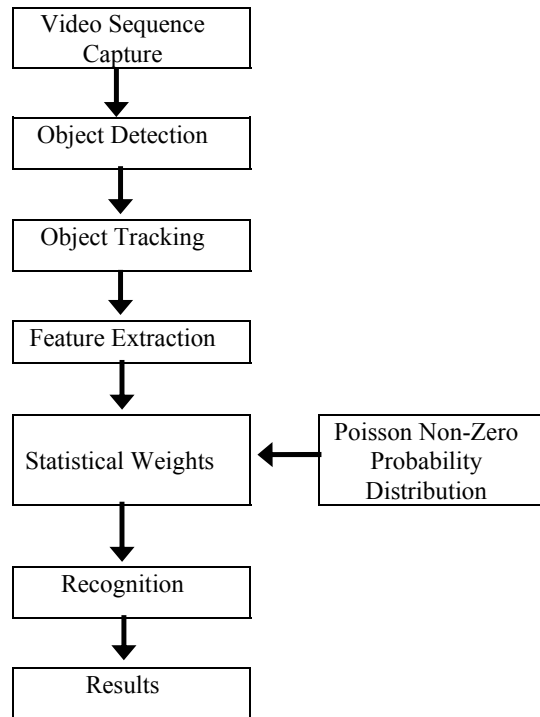 Video Sequence
Capture
Object Detection
Object Tracking
Feature Extraction
Statistical Weights
Poisson Non-Zero
Probability
Distribution
Recognition
Results